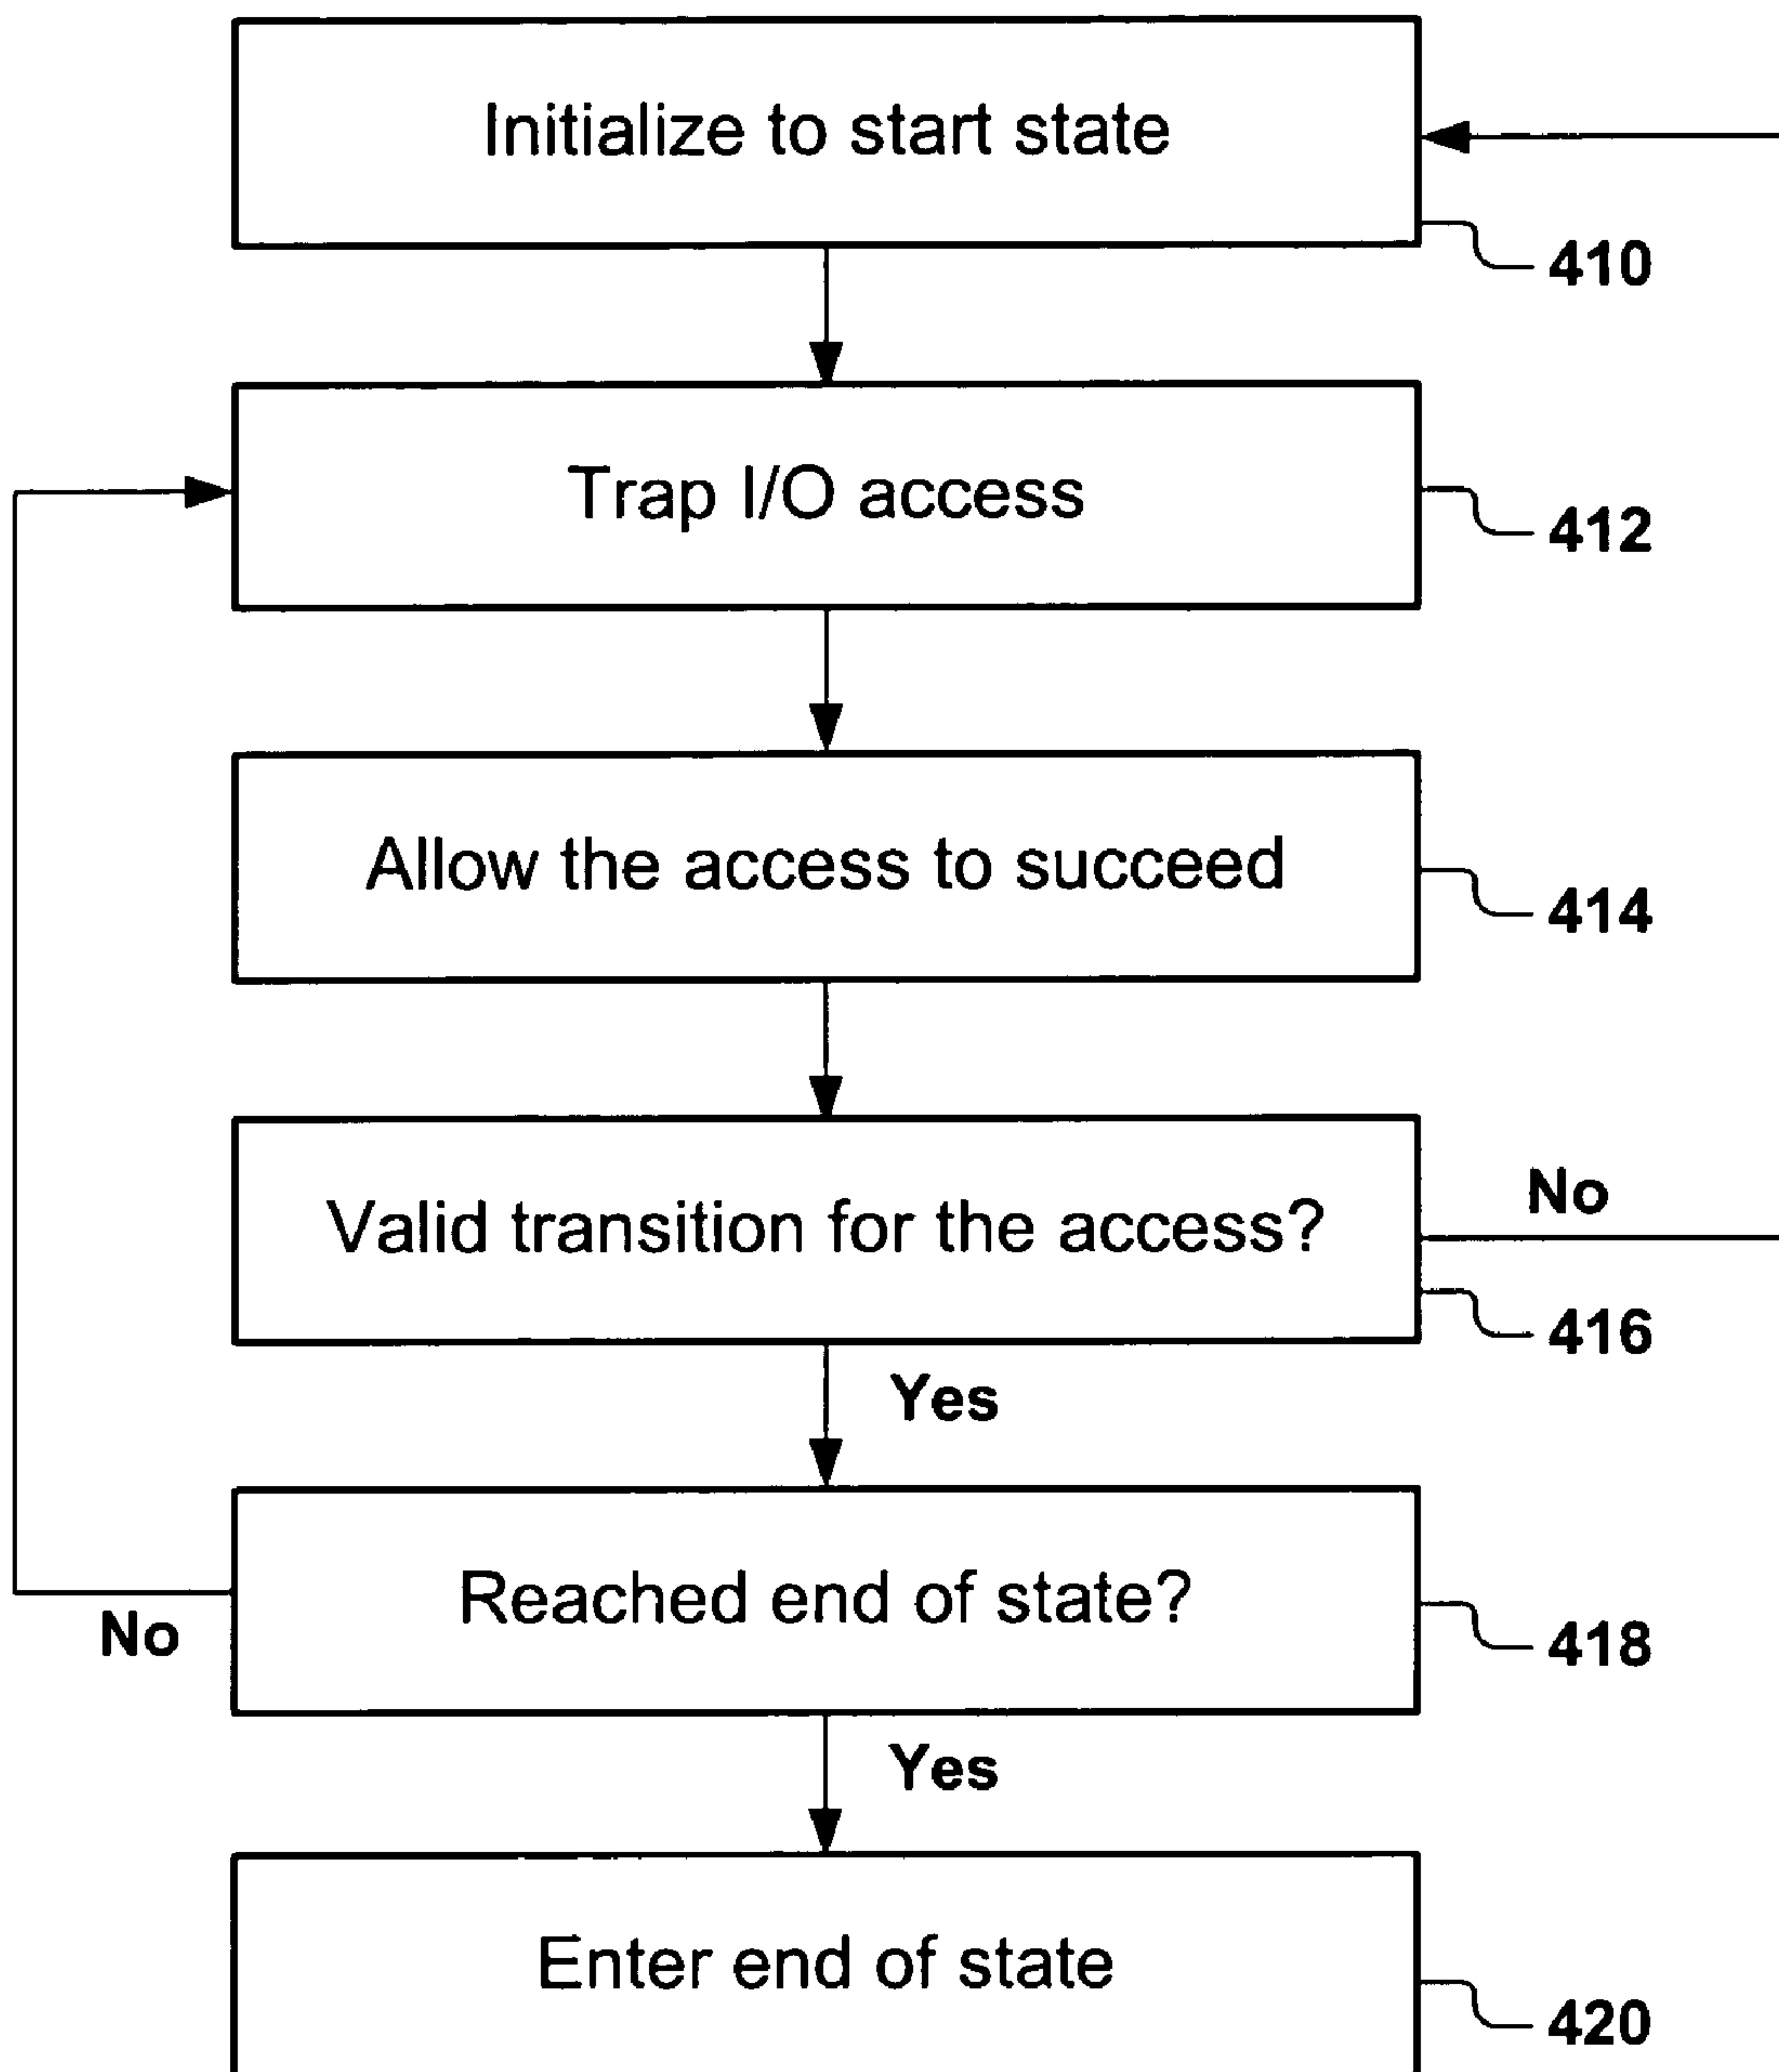 Initialize to start state
410
Trap I/O access
412
Allow the access to succeed
414
Valid transition for the access?
No
416
Yes
Reached end of state?
No
418
Yes
Enter end of state
420